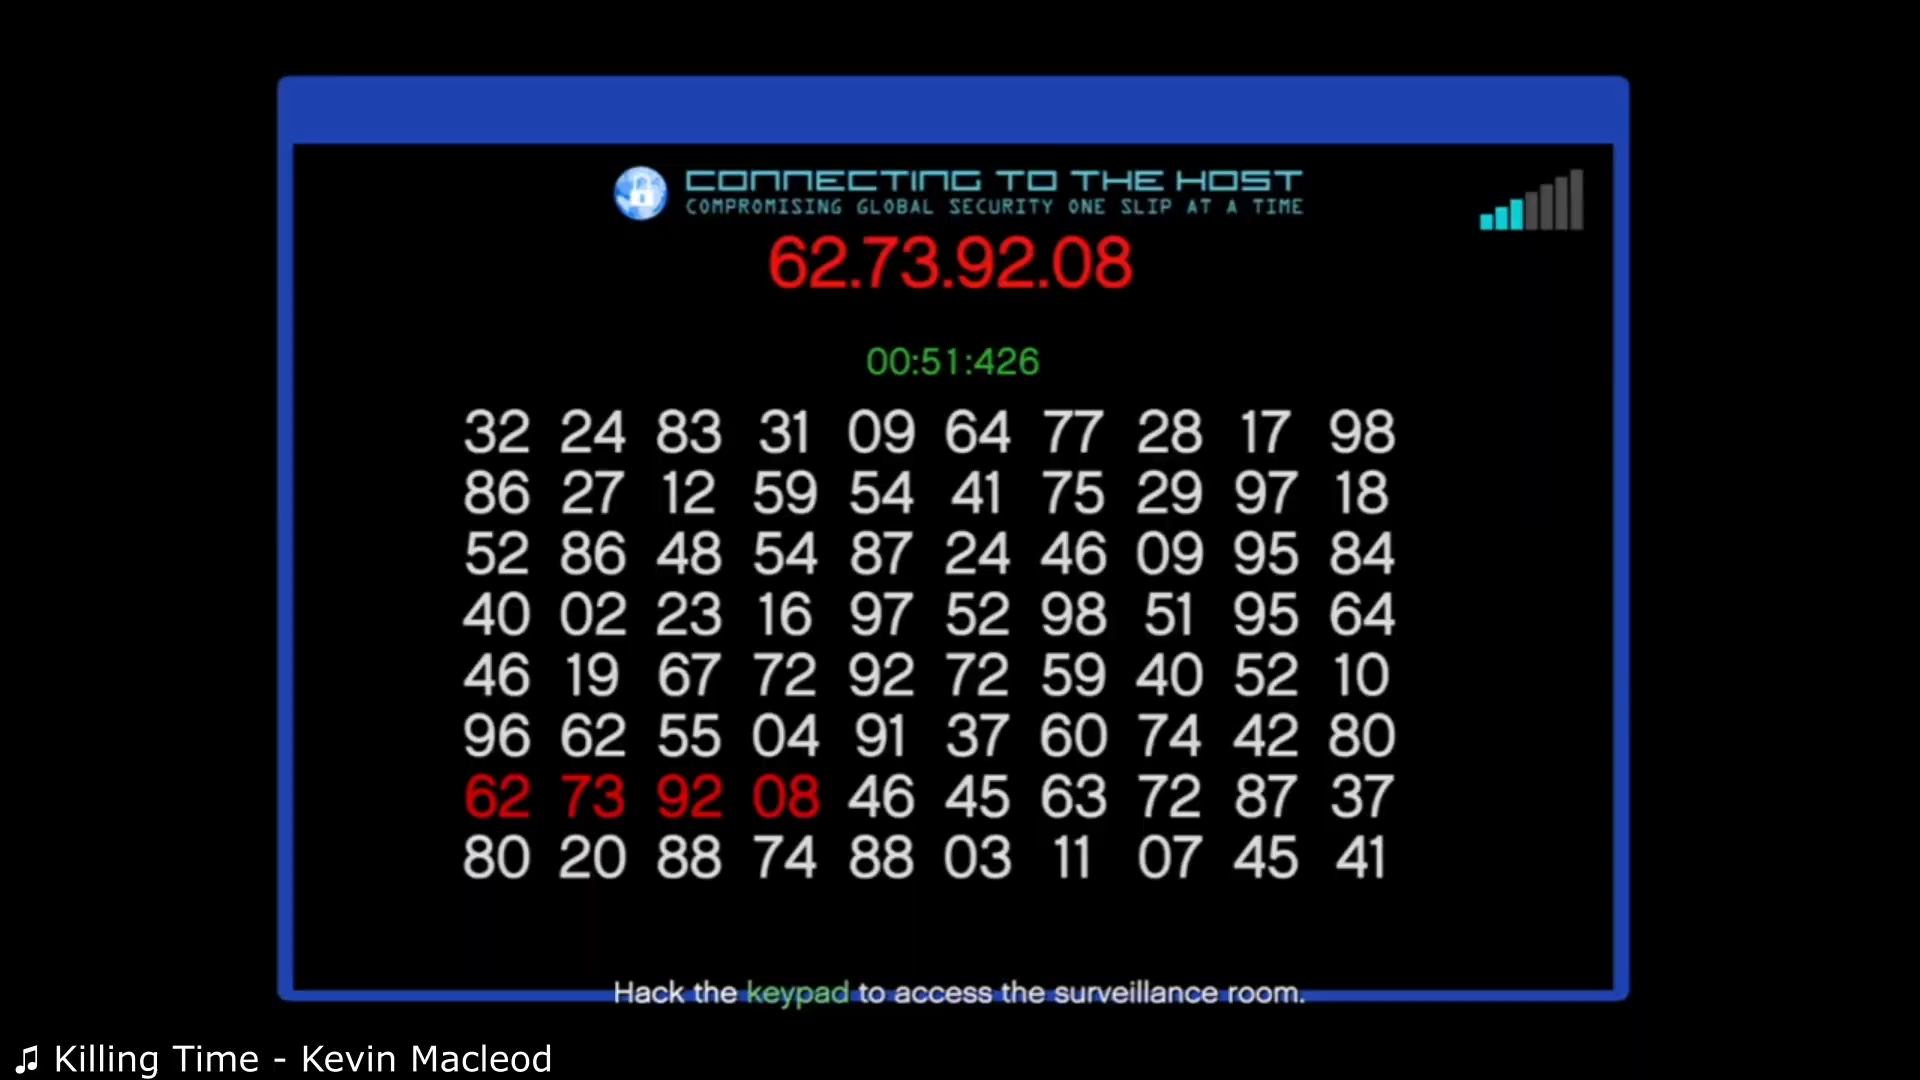 CONNECTING TO THE HOST
COMPROMISING GLOBAL SECURITY ONE SLIP AT A TIME
62.73.92.08
00:51:426
32 24 83 31 09 64 77 28 17 98
86 27 12 59 54 41 75 29 97 18
52 86 48 54 87 24 46 09 95 84
40 02 23 16 97 52 98 51 95 64
46 19 67 72 92 72 59 40 52 10
96 62 55 04 91 37 60 74 42 80
62 73 92 08 46 45 63 72 87 37
80 20 88 74 88 03 11 07 45 41
Hack the keypad to access the surveillance room.
♫ Killing Time - Kevin Macleod